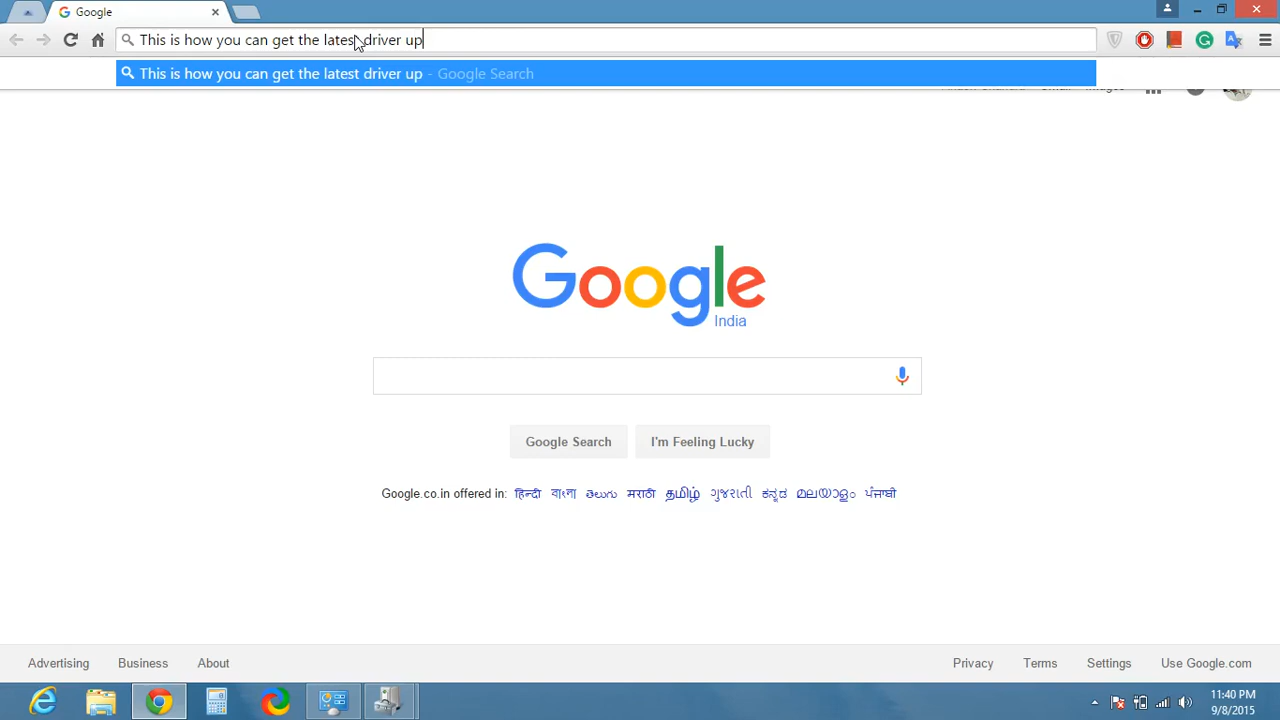 Google
This is how you can get the latest driver up
This is how you can get the latest driver up - Google Search
Google
India
Google Search
I'm Feeling Lucky
Google.co.in offered in: हिन्दी বাংলা తెలుగు मराठी தமிழ் ગુજરાતી ಕನ್ನಡ മലയാളം ਪੰਜਾਬੀ
Advertising Business About Privacy Terms Settings Use Google.com
11:40 PM
9/8/2015